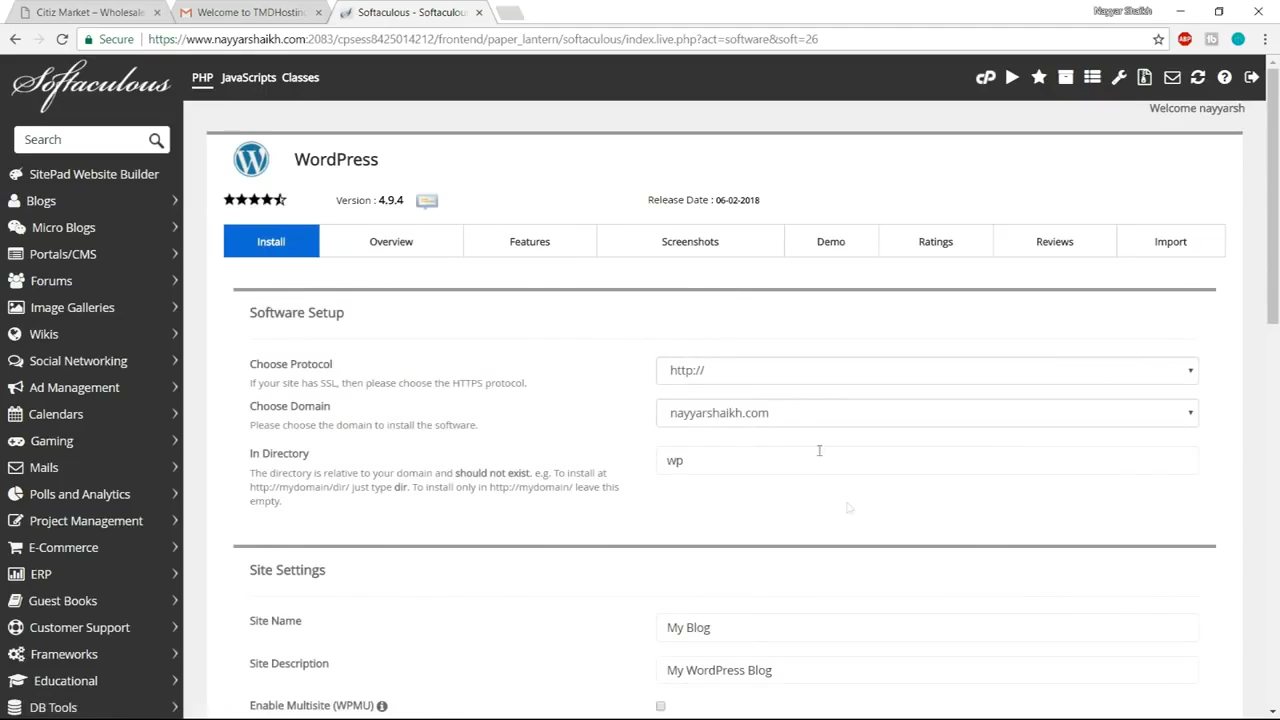 Citiz Market – Wholesale
Welcome to TMDHosting
Softaculous - Softaculou
Nayyar Shaikh
Secure
https://www.nayyarshaikh.com:2083/cpsess8425014212/frontend/paper_lantern/softaculous/index.live.php?act=software&soft=26
ABP
Softaculous
PHP
JavaScripts
Classes
cP
Welcome nayyarsh
Search
SitePad Website Builder
Blogs
Micro Blogs
Portals/CMS
Forums
Image Galleries
Wikis
Social Networking
Ad Management
Calendars
Gaming
Mails
Polls and Analytics
Project Management
E-Commerce
ERP
Guest Books
Customer Support
Frameworks
Educational
DB Tools
WordPress
Version : 4.9.4
Release Date : 06-02-2018
Install
Overview
Features
Screenshots
Demo
Ratings
Reviews
Import
Software Setup
Choose Protocol
If your site has SSL, then please choose the HTTPS protocol.
http://
Choose Domain
Please choose the domain to install the software.
nayyarshaikh.com
In Directory
The directory is relative to your domain and should not exist. e.g. To install at
http://mydomain/dir/ just type dir. To install only in http://mydomain/ leave this
empty.
wp
Site Settings
Site Name
My Blog
Site Description
My WordPress Blog
Enable Multisite (WPMU)